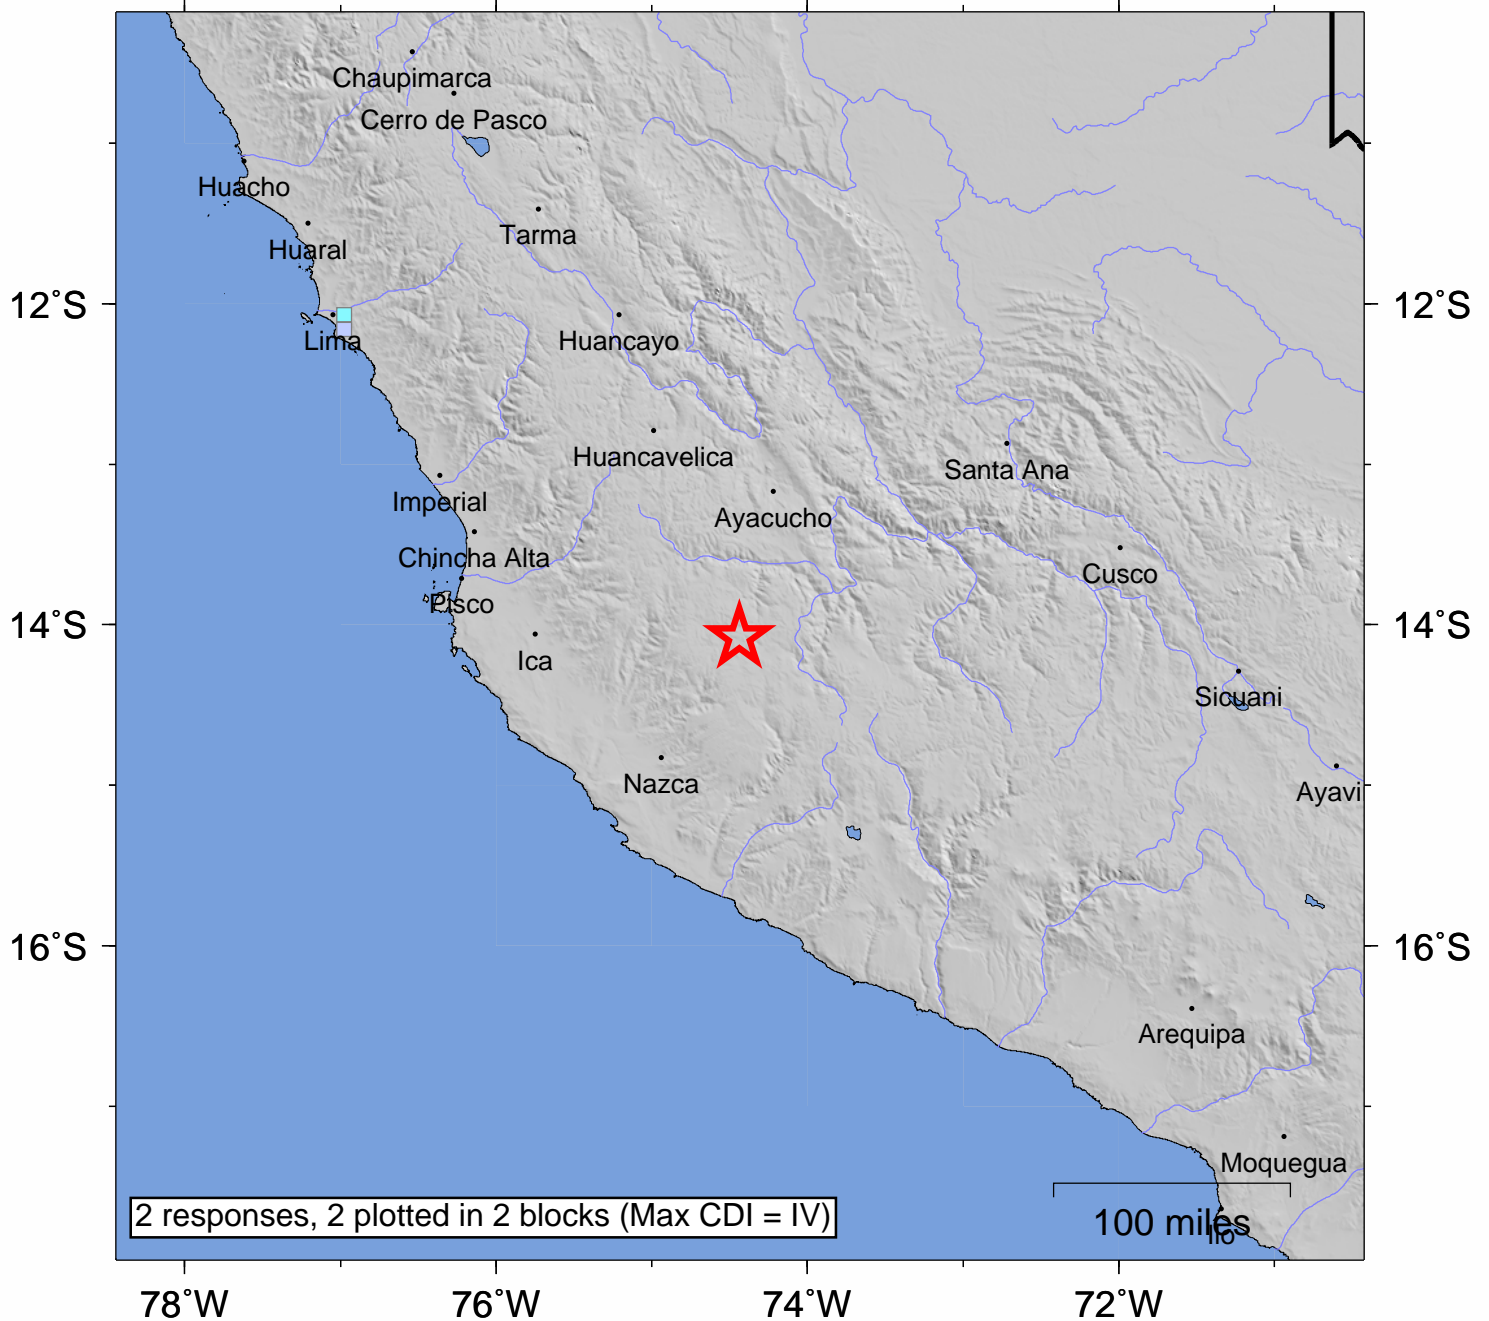 Chaupimarca
Cerro de Pasco
Huacho
Tarma
Huaral
12°S
12°S
Lima
Huancayo
Huancavelica
Santa Ana
Imperial
Ayacucho
Chincha Alta
Cusco
Pisco
14°S
14°S
Ica
Sicuani
Nazca
Ayavi
16°S
16°S
Arequipa
Moquegua
2 responses, 2 plotted in 2 blocks (Max CDI = IV)
100 miles
Ilo
78°W
76°W
74°W
72°W